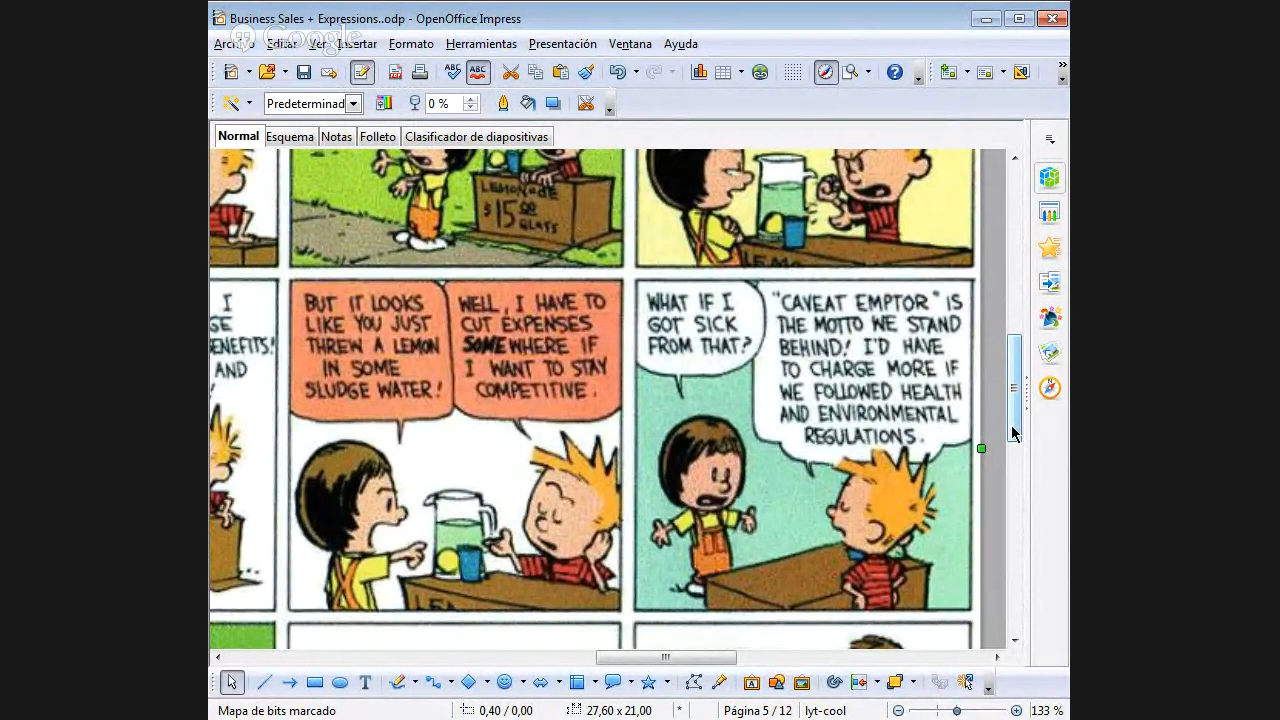 Business Sales + Expressions..odp - OpenOffice Impress
Google
Archivo Editar Ver Insertar Formato Herramientas Presentación Ventana Ayuda
ABC ABC
Predeterminad 0 %
Normal Esquema Notas Folleto Clasificador de diapositivas
LEMONADE
$15.00
GLASS
I
BENEFITS!
AND
BUT IT LOOKS
LIKE YOU JUST
THREW A LEMON
IN SOME
SLUDGE WATER!
WELL, I HAVE TO
CUT EXPENSES
SOMEWHERE IF
I WANT TO STAY
COMPETITIVE.
WHAT IF I
GOT SICK
FROM THAT?
"CAVEAT EMPTOR" IS
THE MOTTO WE STAND
BEHIND! I'D HAVE
TO CHARGE MORE IF
WE FOLLOWED HEALTH
AND ENVIRONMENTAL
REGULATIONS.
Mapa de bits marcado 0,40 / 0,00 27,60 x 21,00 * Página 5 / 12 lyt-cool 133 %